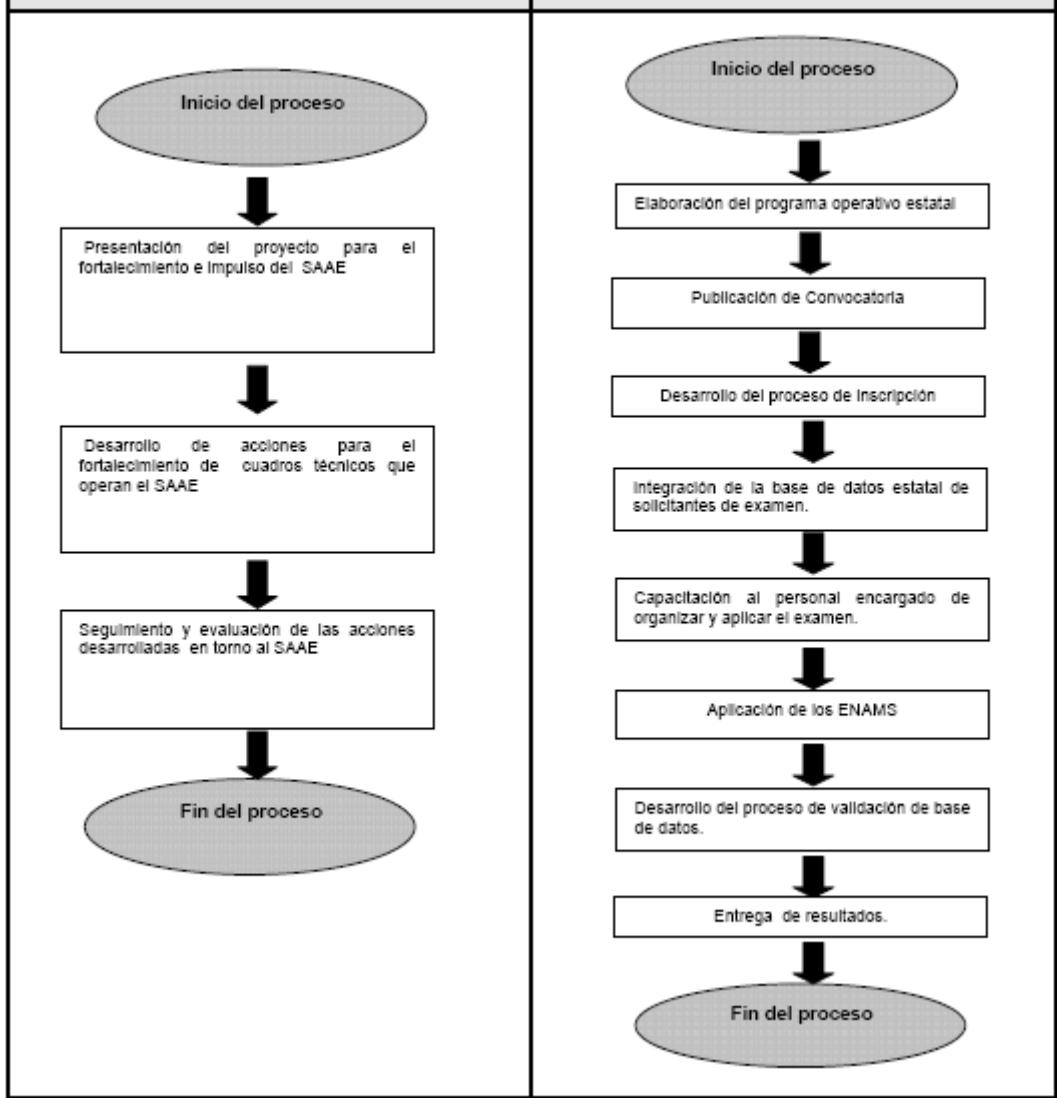 Inicio del proceso
Presentación del proyecto para el
fortalecimiento e impulso del SAAE
Desarrollo de acciones para el
fortalecimiento de cuadros técnicos que
operan el SAAE
Seguimiento y evaluación de las acciones
desarrolladas en torno al SAAE
Fin del proceso
Inicio del proceso
Elaboración del programa operativo estatal
Publicación de Convocatoria
Desarrollo del proceso de inscripción
Integración de la base de datos estatal de
solicitantes de examen.
Capacitación al personal encargado de
organizar y aplicar el examen.
Aplicación de los ENAMS
Desarrollo del proceso de validación de base
de datos.
Entrega de resultados.
Fin del proceso